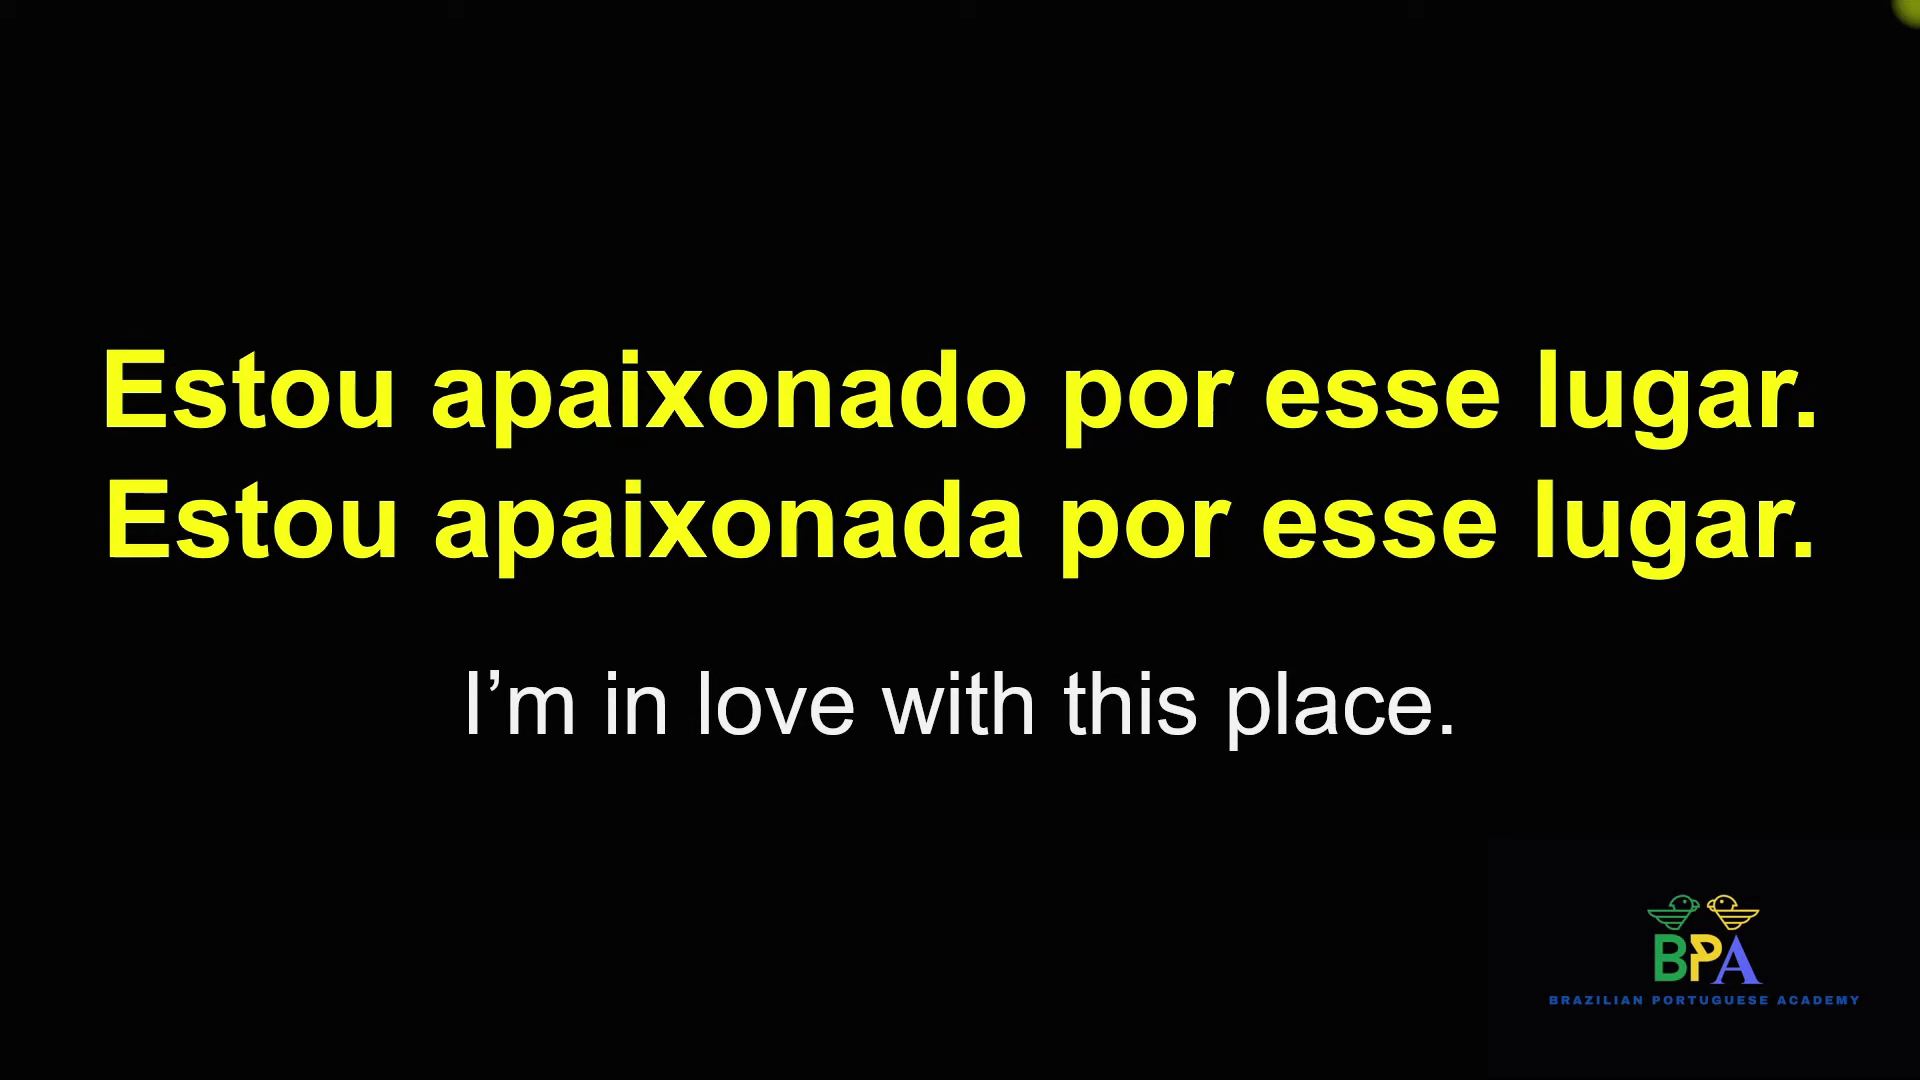 Estou apaixonado por esse lugar.
Estou apaixonada por esse lugar.
I’m in love with this place.
BPA
BRAZILIAN PORTUGUESE ACADEMY